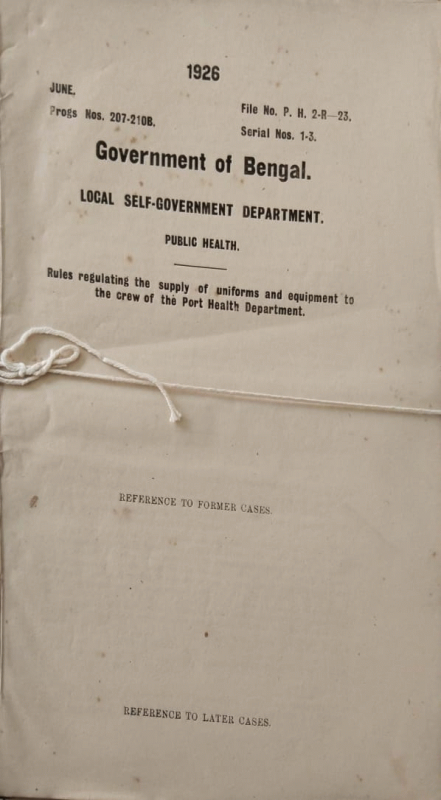 1926
JUNE.
Progs Nos. 207-210B.
File No. P. H. 2-R—23.
Serial Nos. 1-3.
Government of Bengal.
LOCAL SELF-GOVERNMENT DEPARTMENT.
PUBLIC HEALTH.
Rules regulating the supply of uniforms and equipment to
the crew of the Port Health Department.
REFERENCE TO FORMER CASES.
REFERENCE TO LATER CASES.